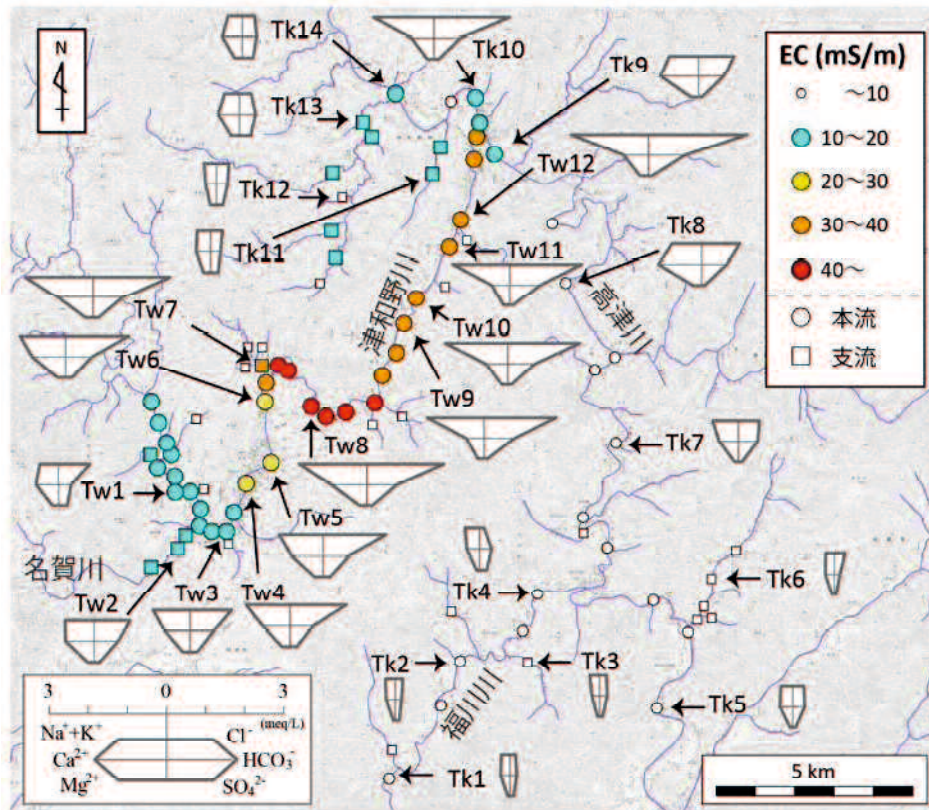 N
Tk14
Tk10
Tk9
Tk13
Tk12
Tk11
Tw12
Tk8
Tw11
高津川
津和野川
Tw7
Tw10
Tw6
Tw9
Tk7
Tw8
Tw1
Tw5
名賀川
Tw2
Tw3
Tw4
Tk4
Tk6
Tk2
Tk3
福川川
Tk5
Tk1
EC (mS/m)
～10
10～20
20～30
30～40
40～
本流
支流
3 0 3
(meq/L)
Na⁺+K⁺ Cl⁻
Ca²⁺ HCO₃⁻
Mg²⁺ SO₄²⁻
5 km